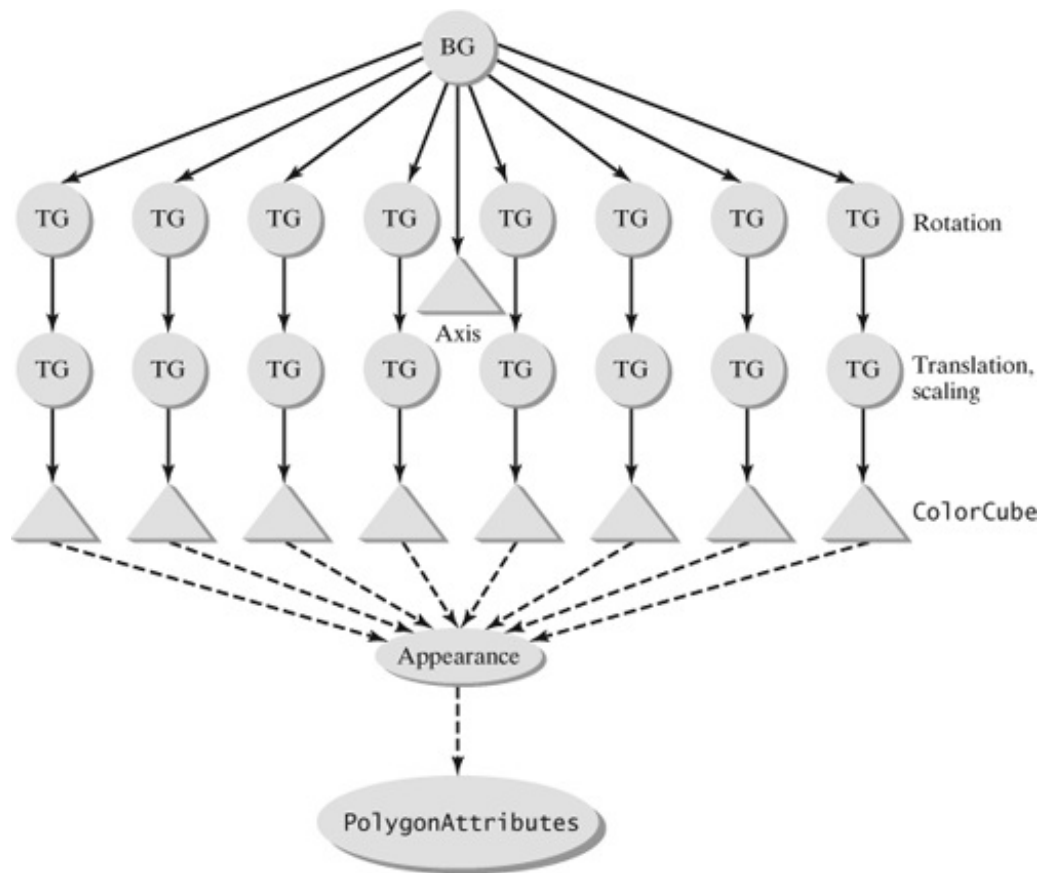 BG
TG TG TG TG TG TG TG TG Rotation
Axis
TG TG TG TG TG TG TG TG Translation,
scaling
ColorCube
Appearance
PolygonAttributes